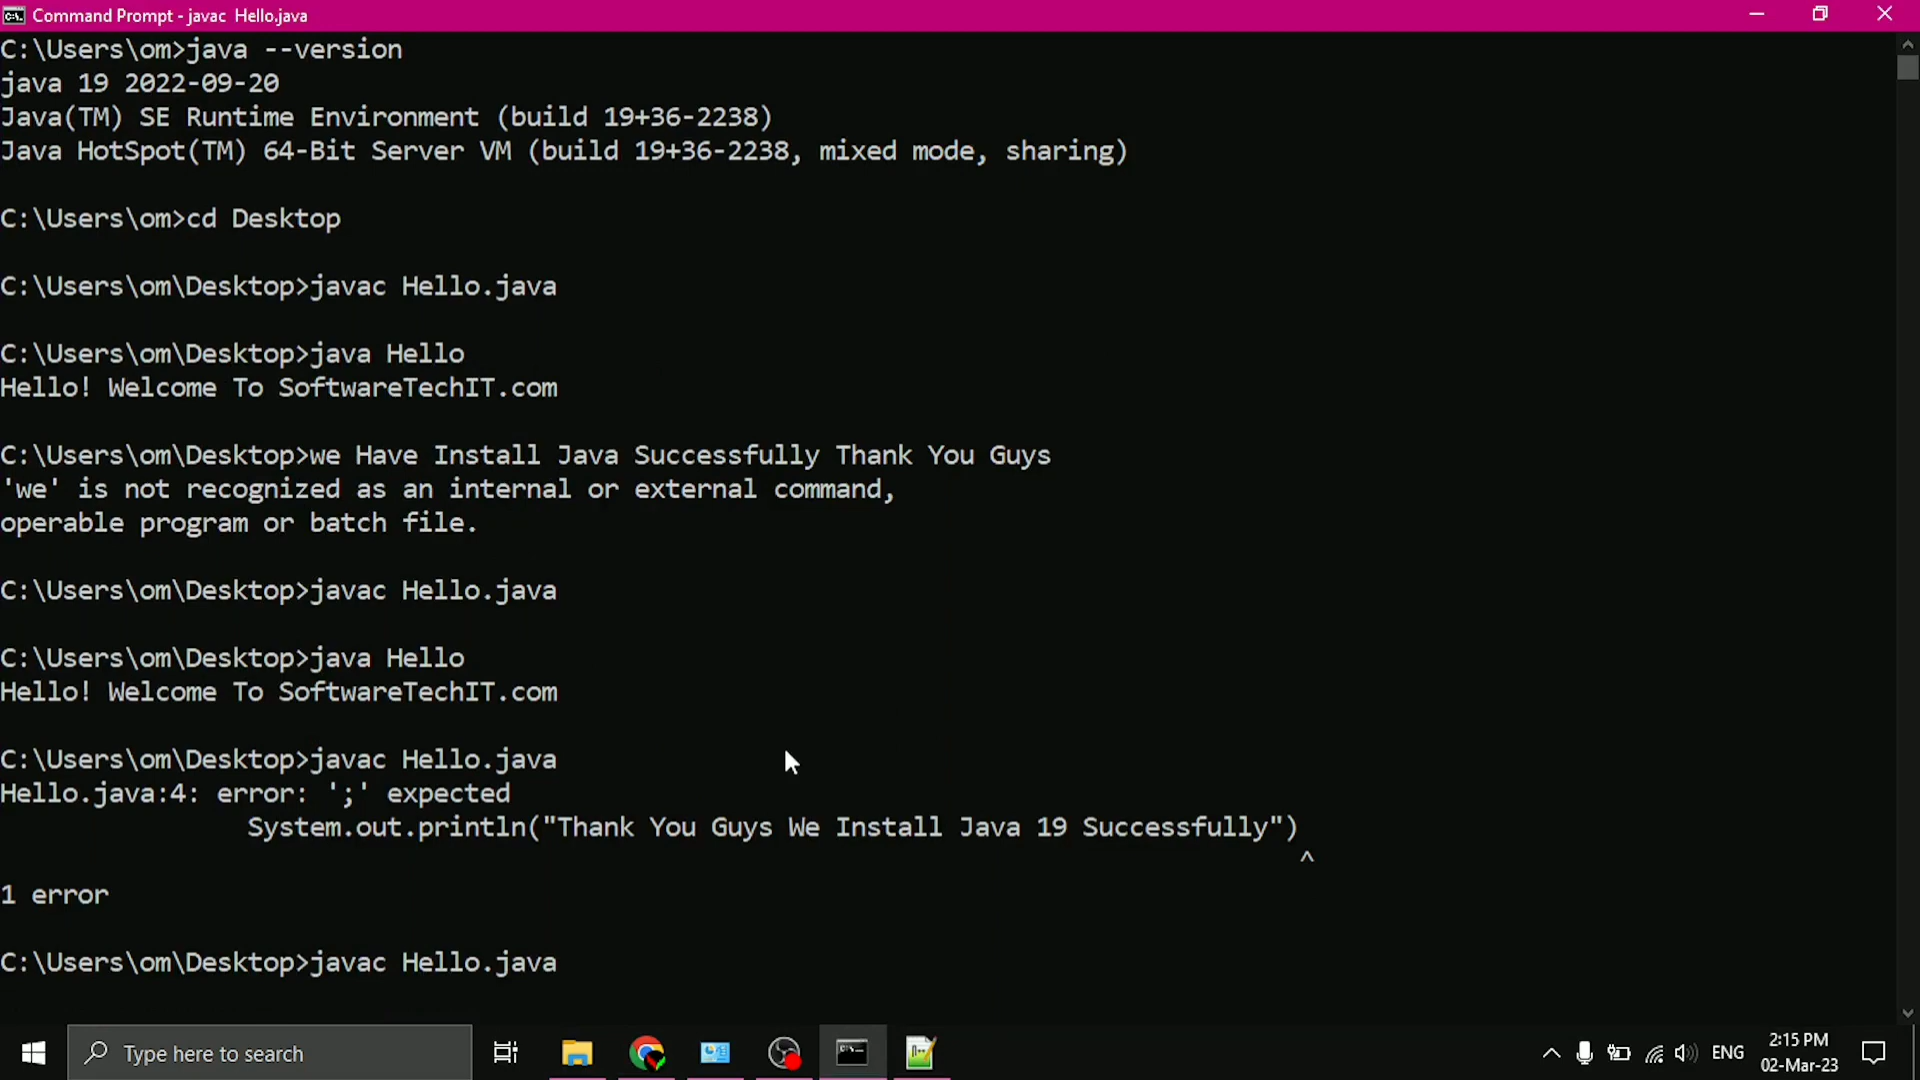 Command Prompt - javac  Hello.java
C:\Users\om>java --version
java 19 2022-09-20
Java(TM) SE Runtime Environment (build 19+36-2238)
Java HotSpot(TM) 64-Bit Server VM (build 19+36-2238, mixed mode, sharing)
C:\Users\om>cd Desktop
C:\Users\om\Desktop>javac Hello.java
C:\Users\om\Desktop>java Hello
Hello! Welcome To SoftwareTechIT.com
C:\Users\om\Desktop>we Have Install Java Successfully Thank You Guys
'we' is not recognized as an internal or external command,
operable program or batch file.
C:\Users\om\Desktop>javac Hello.java
C:\Users\om\Desktop>java Hello
Hello! Welcome To SoftwareTechIT.com
C:\Users\om\Desktop>javac Hello.java
Hello.java:4: error: ';' expected
System.out.println("Thank You Guys We Install Java 19 Successfully")
^
1 error
C:\Users\om\Desktop>javac Hello.java
Type here to search
ENG
2:15 PM
02-Mar-23